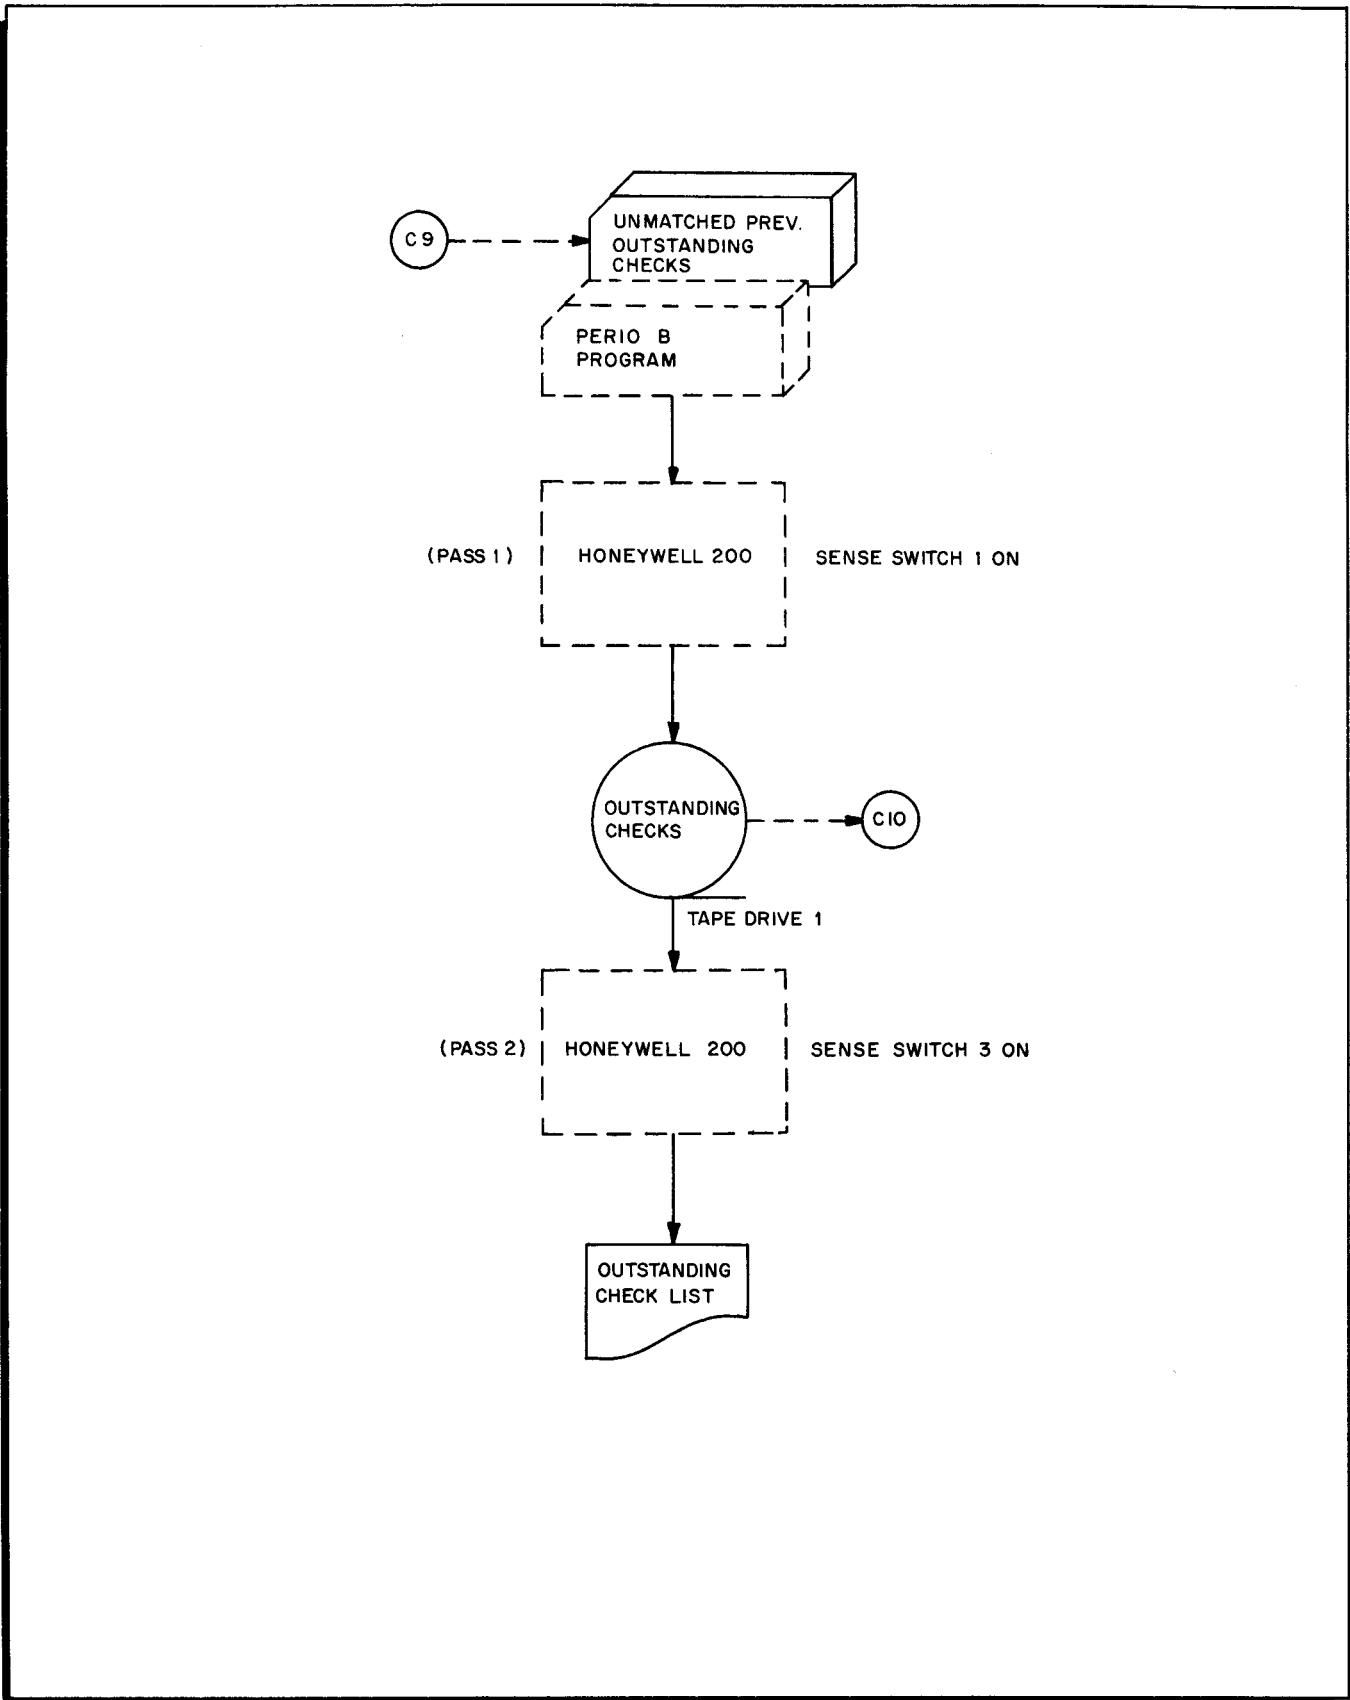 C9
UNMATCHED PREV.
OUTSTANDING
CHECKS
PERIO B
PROGRAM
(PASS 1)
HONEYWELL 200
SENSE SWITCH 1 ON
OUTSTANDING
CHECKS
C10
TAPE DRIVE 1
(PASS 2)
HONEYWELL 200
SENSE SWITCH 3 ON
OUTSTANDING
CHECK LIST